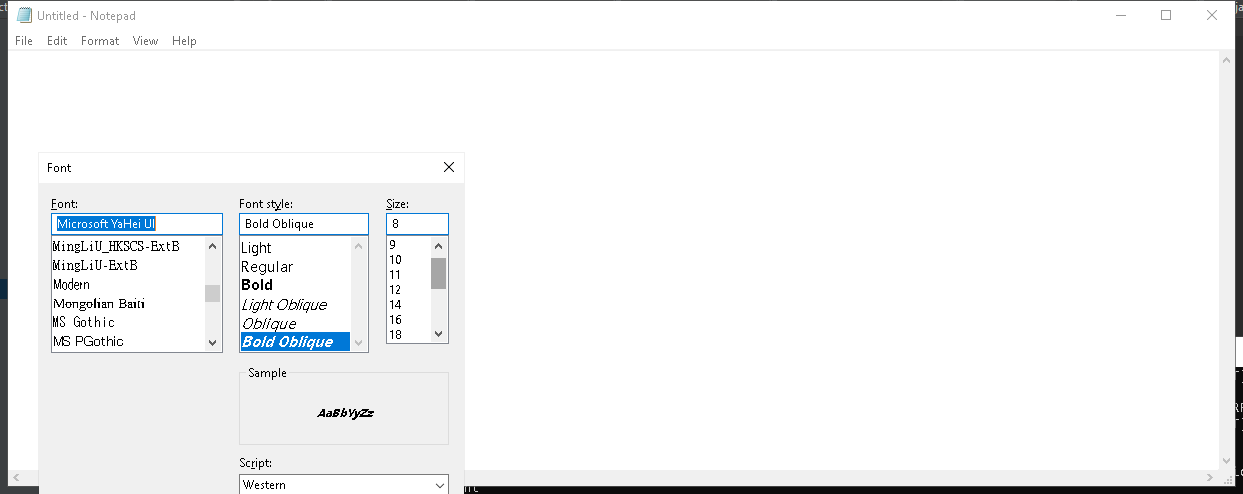 Untitled - Notepad
File Edit Format View Help
Font
Font: Font style: Size:
Microsoft YaHei UI Bold Oblique 8
MingLiU_HKSCS-ExtB Light 9
MingLiU-ExtB Regular 10
Modern Bold 11
Mongolian Baiti Light Oblique 12
MS Gothic Oblique 14
MS PGothic Bold Oblique 16
18
Sample
AaBbYyZz
Script:
Western